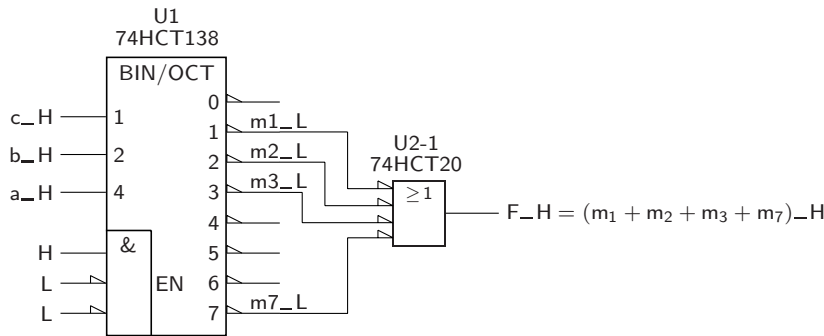 U1
74HCT138
BIN/OCT
c_H
b_H
a_H
H
L
L
1
2
4
&
EN
0
1
2
3
4
5
6
7
m1_L
m2_L
m3_L
m7_L
U2-1
74HCT20
≥1
F_H = (m₁ + m₂ + m₃ + m₇)_H